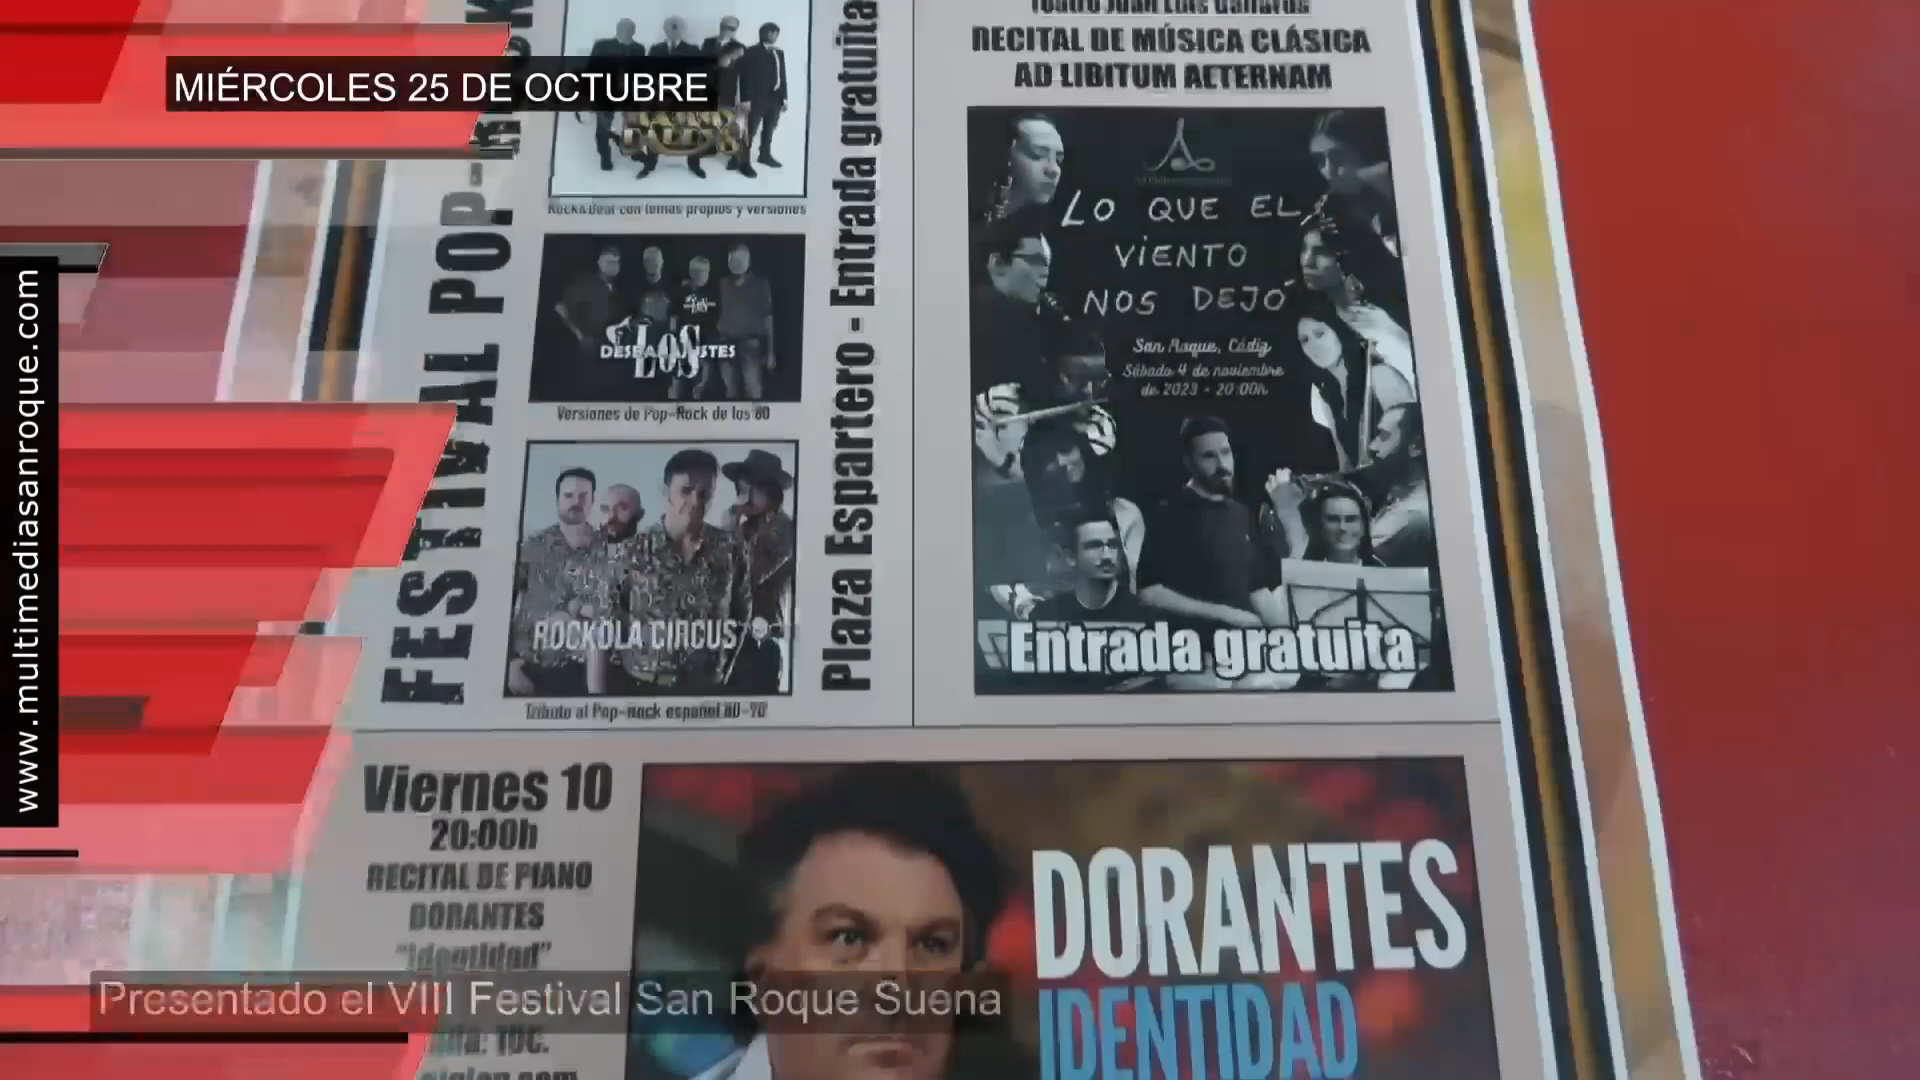 MIÉRCOLES 25 DE OCTUBRE
www.multimediasanroque.com
FESTIVAL POP-
Rock&Beat con temas propios y versiones
LOS
DESEA JUSTES
Versiones de Pop-Rock de los 80
ROCKOLA CIRCUS
Tributo al Pop-rock español 80-70
Plaza Espartero - Entrada gratuita
RECITAL DE MÚSICA CLÁSICA
AD LIBITUM AETERNAM
LO QUE EL
VIENTO
NOS DEJÓ
San Roque, Cádiz
Sábado 4 de noviembre
de 2023 - 20:00h
Entrada gratuita
Viernes 10
20:00h
RECITAL DE PIANO
DORANTES
"Identidad"
DORANTES
IDENTIDAD
Presentado el VIII Festival San Roque Suena